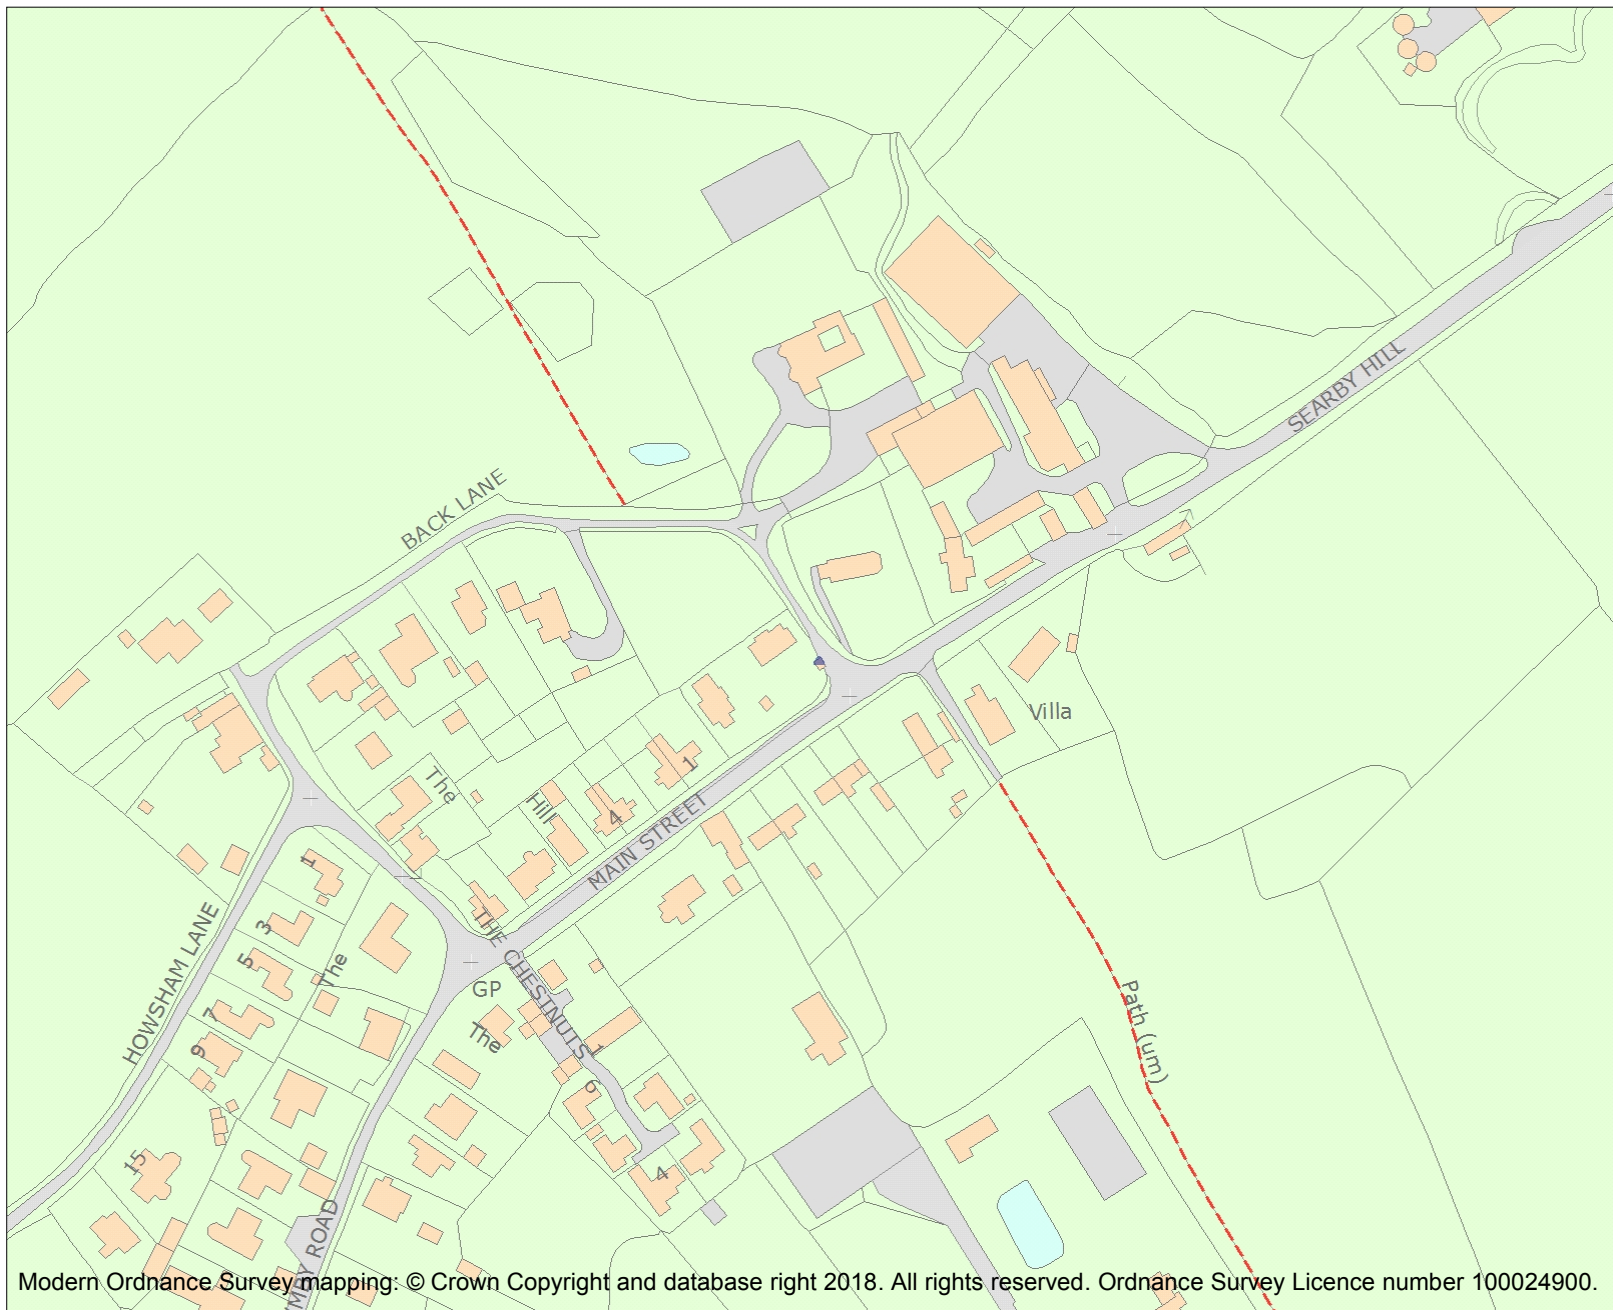 SEARBY HILL
BACK LANE
Villa
The
Hill
1
4
MAIN STREET
1
3
5
7
9
15
The
HOWSHAM LANE
THE CHESTNUTS
GP
The
1
6
4
Path (um)
ROAD
Modern Ordnance Survey mapping: © Crown Copyright and database right 2018. All rights reserved. Ordnance Survey Licence number 100024900.